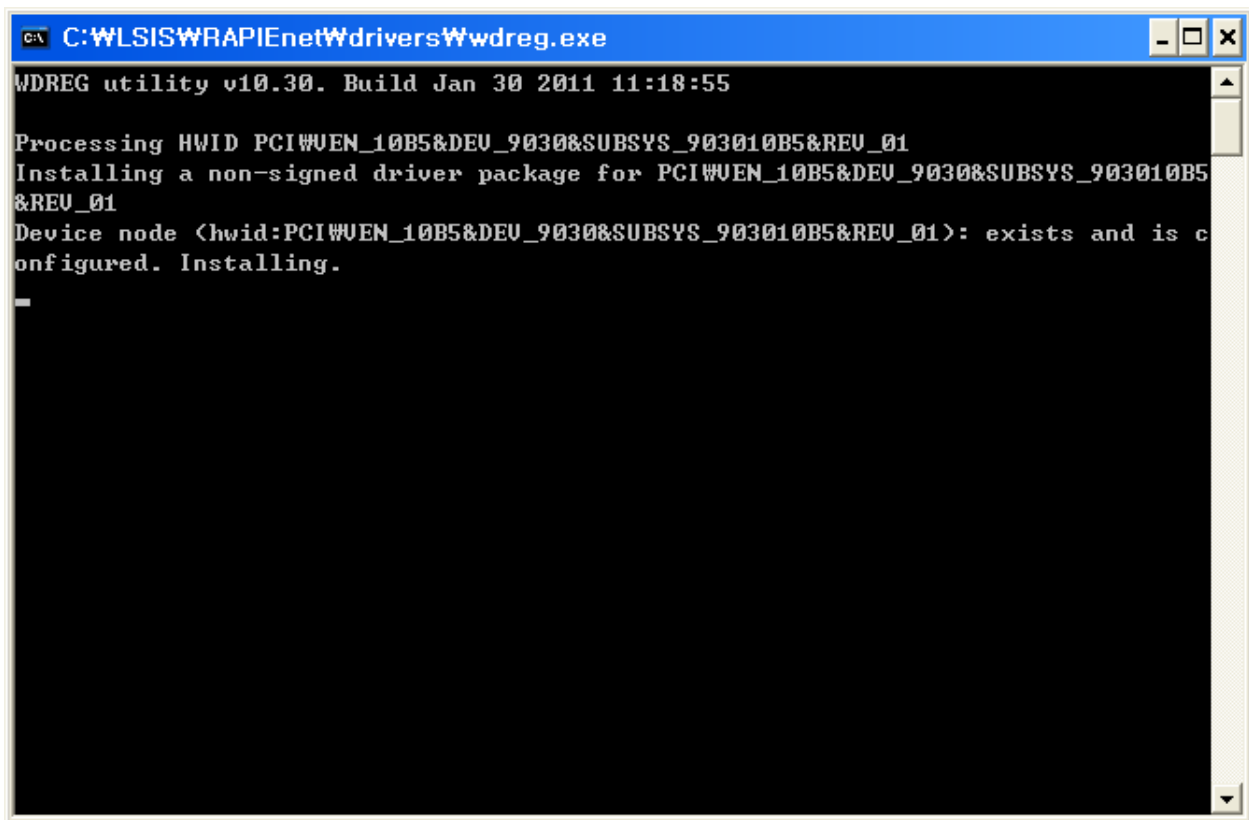 C:₩LSIS₩RAPIEnet₩drivers₩wdreg.exe
WDREG utility v10.30. Build Jan 30 2011 11:18:55
Processing HWID PCI₩VEN_10B5&DEV_9030&SUBSYS_903010B5&REV_01
Installing a non-signed driver package for PCI₩VEN_10B5&DEV_9030&SUBSYS_903010B5
&REV_01
Device node (hwid:PCI₩VEN_10B5&DEV_9030&SUBSYS_903010B5&REV_01): exists and is c
onfigured. Installing.